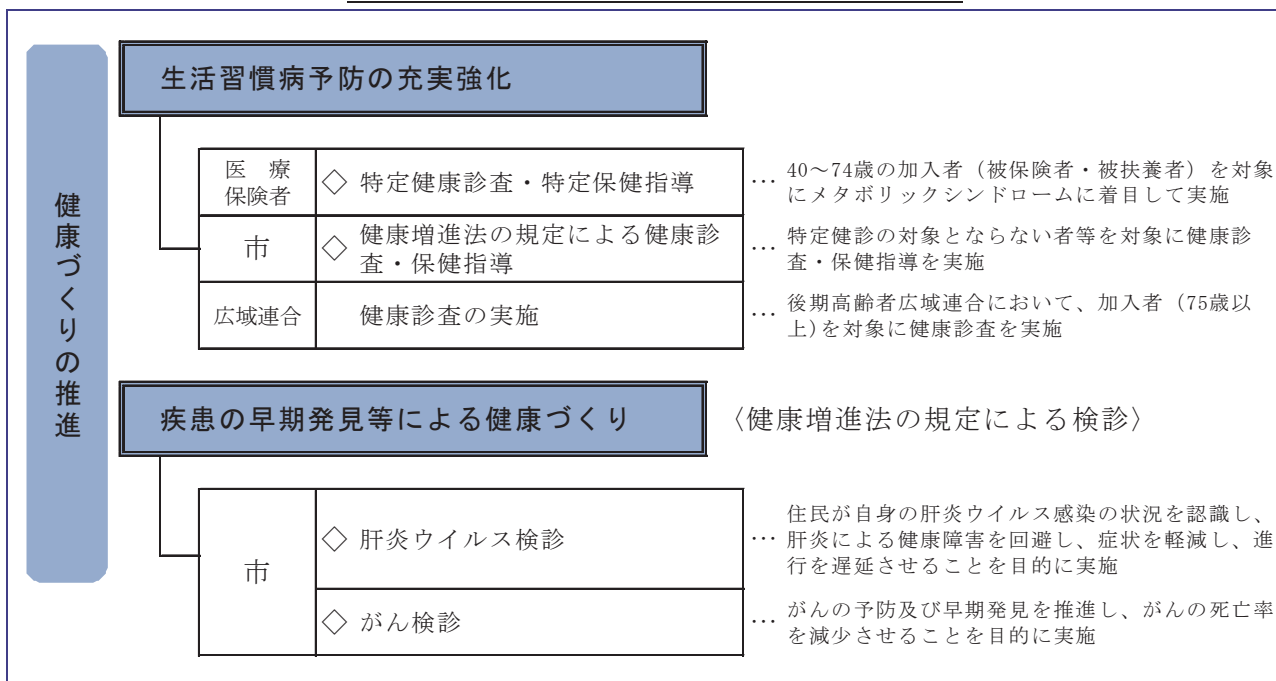 健康づくりの推進
生活習慣病予防の充実強化
医　療
保険者
◇ 特定健康診査・特定保健指導
… 40～74歳の加入者（被保険者・被扶養者）を対象
にメタボリックシンドロームに着目して実施
市
◇ 健康増進法の規定による健康診
査・保健指導
… 特定健診の対象とならない者等を対象に健康診
査・保健指導を実施
広域連合
健康診査の実施
… 後期高齢者広域連合において、加入者（75歳以
上)を対象に健康診査を実施
疾患の早期発見等による健康づくり
〈健康増進法の規定による検診〉
市
◇ 肝炎ウイルス検診
住民が自身の肝炎ウイルス感染の状況を認識し、
… 肝炎による健康障害を回避し、症状を軽減し、進
行を遅延させることを目的に実施
◇ がん検診
… がんの予防及び早期発見を推進し、がんの死亡率
を減少させることを目的に実施